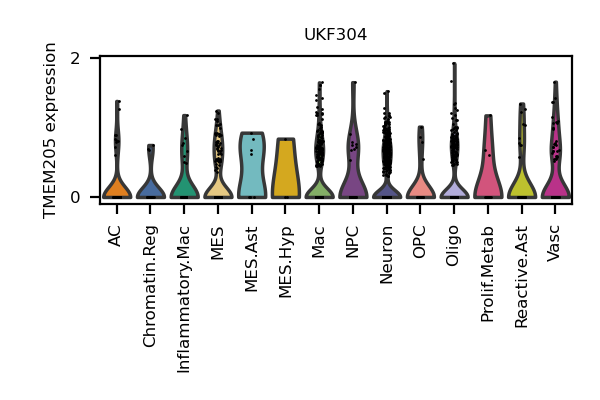 UKF304
TMEM205 expression
2
0
AC
Chromatin.Reg
Inflammatory.Mac
MES
MES.Ast
MES.Hyp
Mac
NPC
Neuron
OPC
Oligo
Prolif.Metab
Reactive.Ast
Vasc